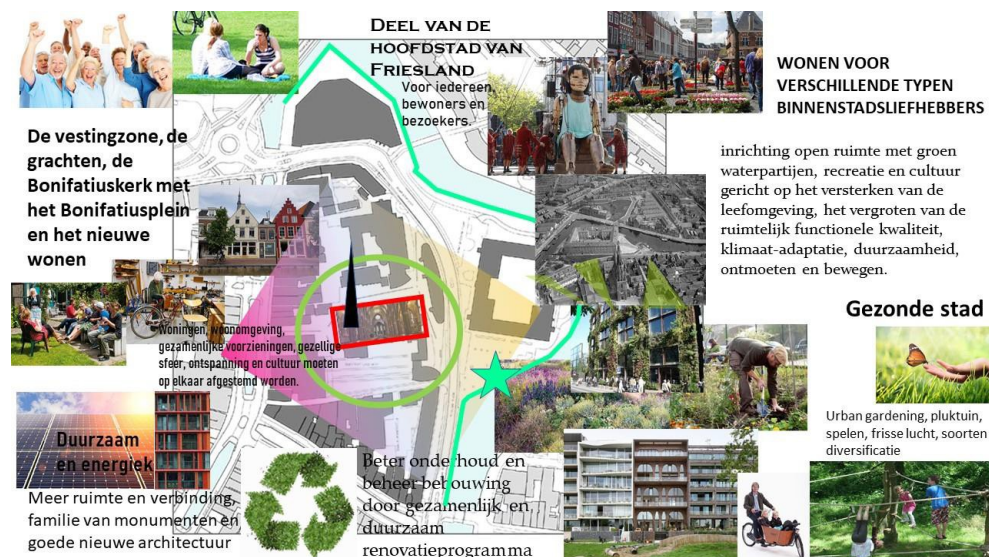 DEEL VAN DE
HOOFDSTAD VAN
FRIESLAND
Voor iedereen,
bewoners en
bezoekers.
WONEN VOOR
VERSCHILLENDE TYPEN
BINNENSTADSLIEFHEBBERS
De vestingzone, de
grachten, de
Bonifatiuskerk met
het Bonifatiusplein
en het nieuwe
wonen
inrichting open ruimte met groen
waterpartijen, recreatie en cultuur
gericht op het versterken van de
leefomgeving, het vergroten van de
ruimtelijk functionele kwaliteit,
klimaat-adaptatie, duurzaamheid,
ontmoeten en bewegen.
Gezonde stad
Woningen, woonomgeving,
gezamenlijke voorzieningen, gezellige
sfeer, ontspanning en cultuur moeten
op elkaar afgestemd worden.
Urban gardening, pluktuin,
spelen, frisse lucht, soorten
diversificatie
Duurzaam
en energiek
Meer ruimte en verbinding,
familie van monumenten en
goede nieuwe architectuur
Beter onderhoud en
beheer bebouwing
door gezamenlijk en
duurzaam
renovatieprogramma